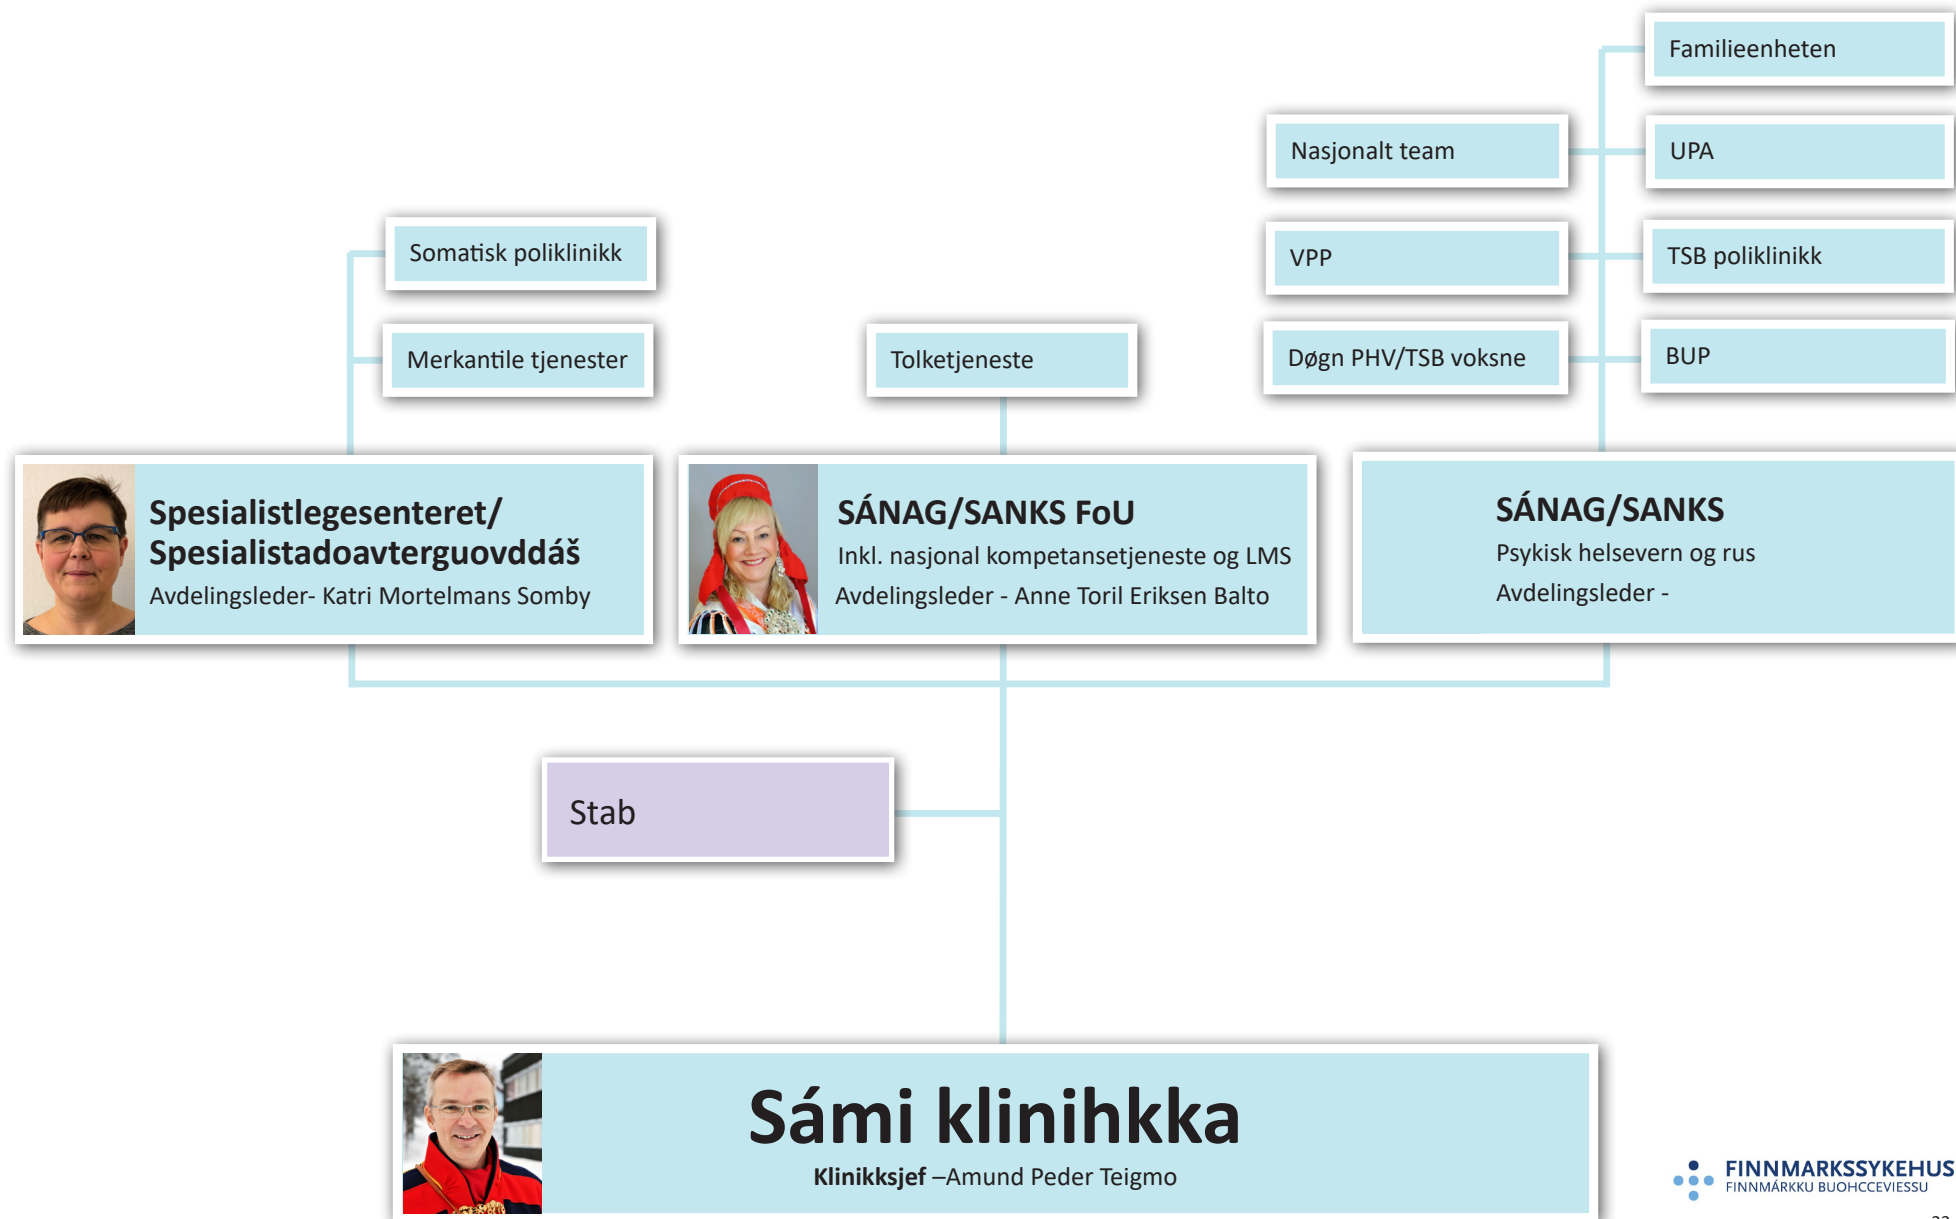 Familieenheten
Nasjonalt team
UPA
Somatisk poliklinikk
VPP
TSB poliklinikk
Merkantile tjenester
Tolketjeneste
Døgn PHV/TSB voksne
BUP
Spesialistlegesenteret/
Spesialistadoavterguovddáš
Avdelingsleder- Katri Mortelmans Somby
SÁNAG/SANKS FoU
Inkl. nasjonal kompetansetjeneste og LMS
Avdelingsleder - Anne Toril Eriksen Balto
SÁNAG/SANKS
Psykisk helsevern og rus
Avdelingsleder -
Stab
Sámi klinihkka
Klinikksjef –Amund Peder Teigmo
FINNMARKSSYKEHUS
FINNMÁRKKU BUOHCCEVIESSU